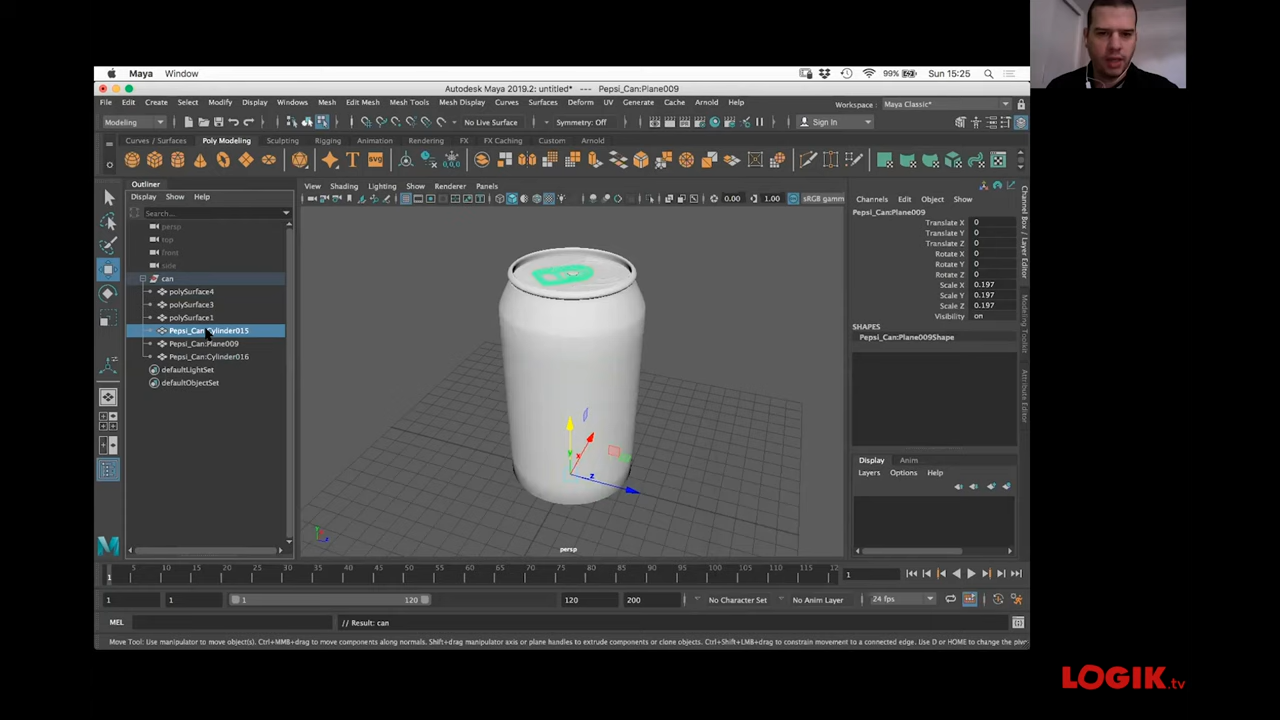 Maya Window
99% Sun 15:25
Autodesk Maya 2019.2: untitled* --- Pepsi_Can:Plane009
File Edit Create Select Modify Display Windows Mesh Edit Mesh Mesh Tools Mesh Display Curves Surfaces Deform UV Generate Cache Arnold Help
Workspace: Maya Classic*
Modeling
No Live Surface
Symmetry: Off
Sign In
Curves / Surfaces Poly Modeling Sculpting Rigging Animation Rendering FX FX Caching Custom Arnold
Outliner
Display Show Help
Search...
persp
top
front
side
can
polySurface4
polySurface3
polySurface1
Pepsi_Can:Cylinder015
Pepsi_Can:Plane009
Pepsi_Can:Cylinder016
defaultLightSet
defaultObjectSet
View Shading Lighting Show Renderer Panels
0.00 1.00 sRGB gamm
persp
Channels Edit Object Show
Pepsi_Can:Plane009
Translate X 0
Translate Y 0
Translate Z 0
Rotate X 0
Rotate Y 0
Rotate Z 0
Scale X 0.197
Scale Y 0.197
Scale Z 0.197
Visibility on
SHAPES
Pepsi_Can:Plane009Shape
Display Anim
Layers Options Help
Channel Box / Layer Editor
Modeling Toolkit
Attribute Editor
5 10 15 20 25 30 35 40 45 50 55 60 65 70 75 80 85 90 95 100 105 110 115 12
1
1
1 1 1 120 120 200 No Character Set No Anim Layer 24 fps
MEL // Result: can
Move Tool: Use manipulator to move object(s). Ctrl+MMB+drag to move components along normals. Shift+drag manipulator axis or plane handles to extrude components or clone objects. Ctrl+Shift+LMB+drag to constrain movement to a connected edge. Use D or HOME to change the piv
LOGIK.tv